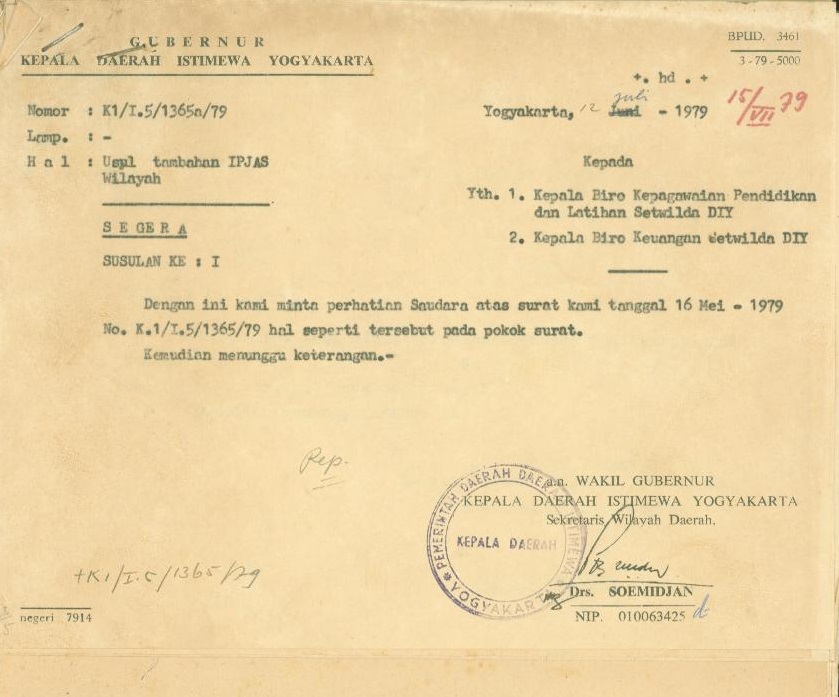 GUBERNUR
KEPALA DAERAH ISTIMEWA YOGYAKARTA
BPUD. 3461
3-79-5000
+. hd . +
Nomor : K1/I.5/1365a/79
Yogyakarta, 12 Juni juli - 1979
15/VII 79
Lamp. : -
H a l : Usul tambahan IPJAS
Wilayah
Kepada
Yth. 1. Kepala Biro Kepagawaian Pendidikan
dan Latihan Setwilda DIY
2. Kepala Biro Keuangan Setwilda DIY
S E G E R A
SUSULAN KE : I
Dengan ini kami minta perhatian Saudara atas surat kami tanggal 16 Mei - 1979
No. K.1/I.5/1365/79 hal seperti tersebut pada pokok surat.
Kemudian menunggu keterangan.-
Rep.
a.n. WAKIL GUBERNUR
KEPALA DAERAH ISTIMEWA YOGYAKARTA
Sekretaris Wilayah Daerah.
PEMERINTAH DAERAH DAERAH ISTIMEWA
KEPALA DAERAH
YOGYAKARTA
+K1/I.5/1365/79
Drs. SOEMIDJAN
NIP. 010063425
negeri 7914